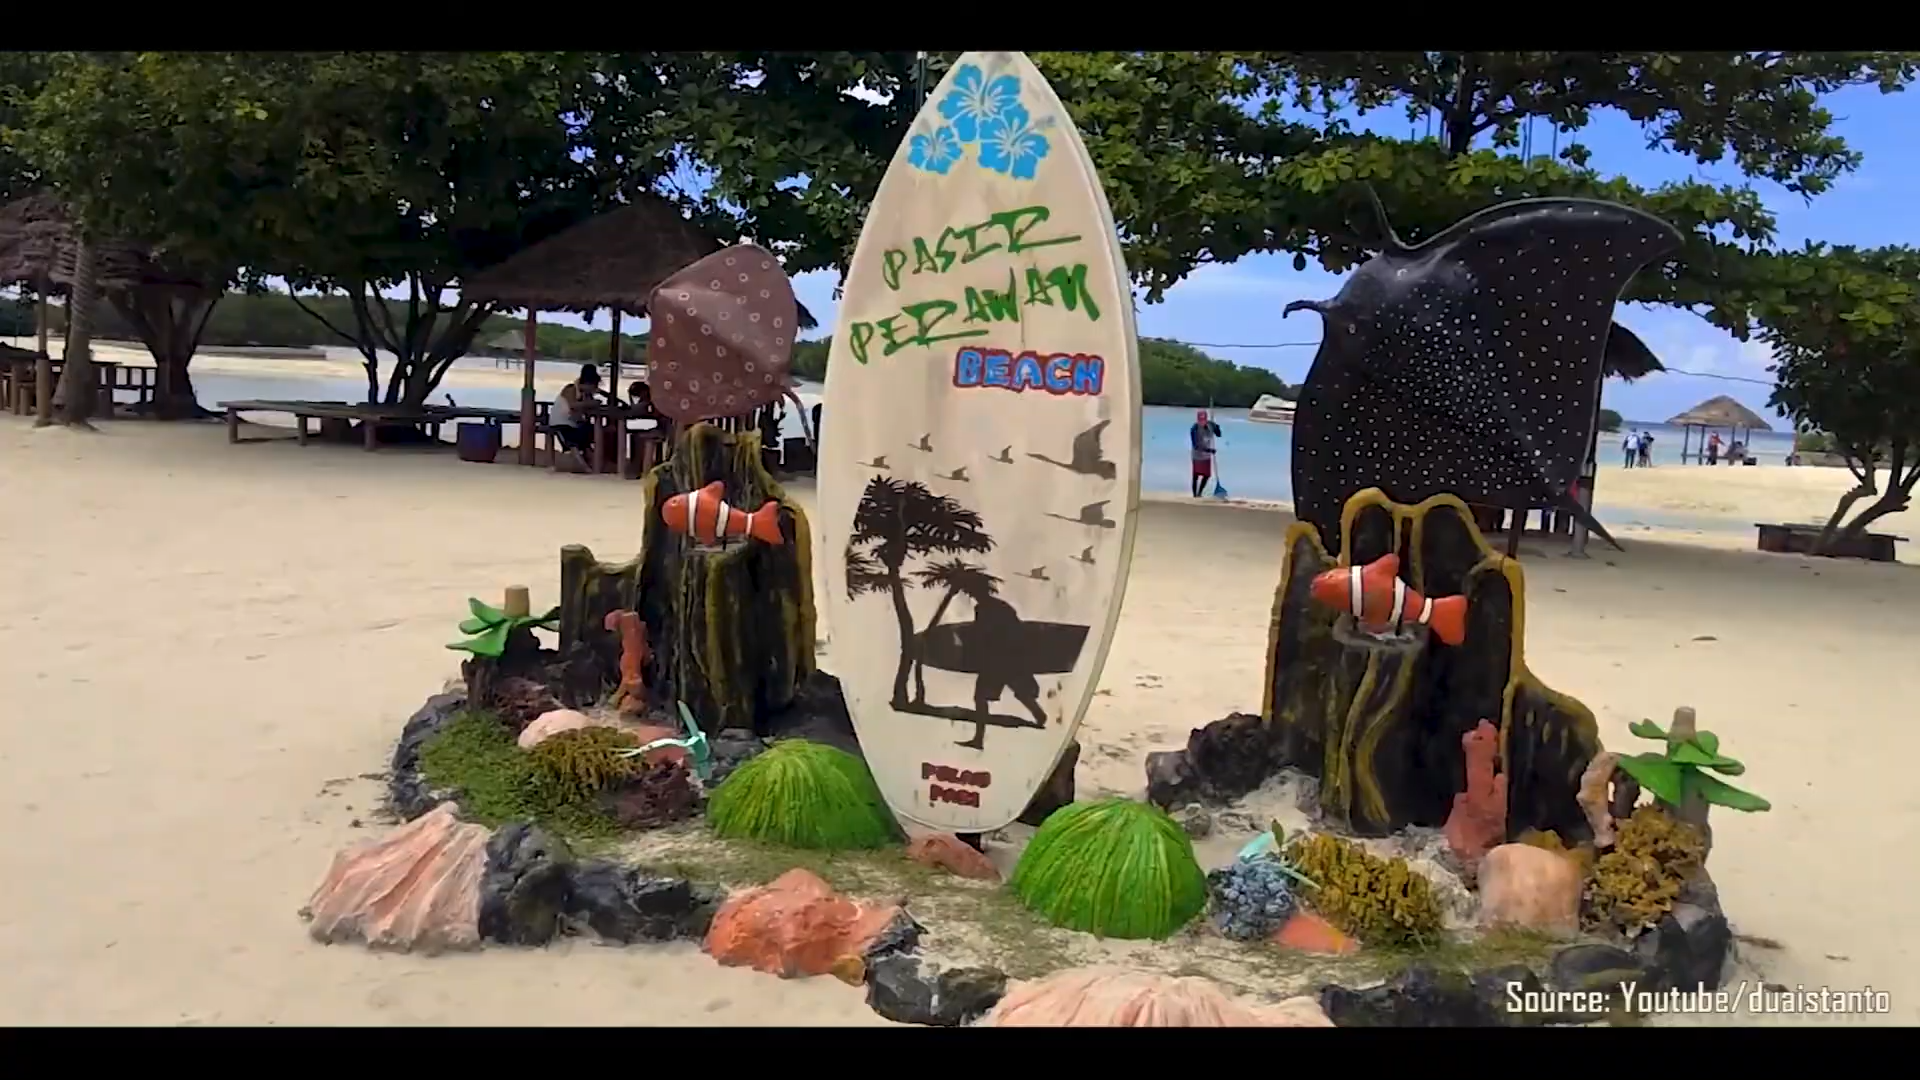 PASIR
PERAWAN
BEACH
PULAU
PARI
Source: Youtube/duaistanto